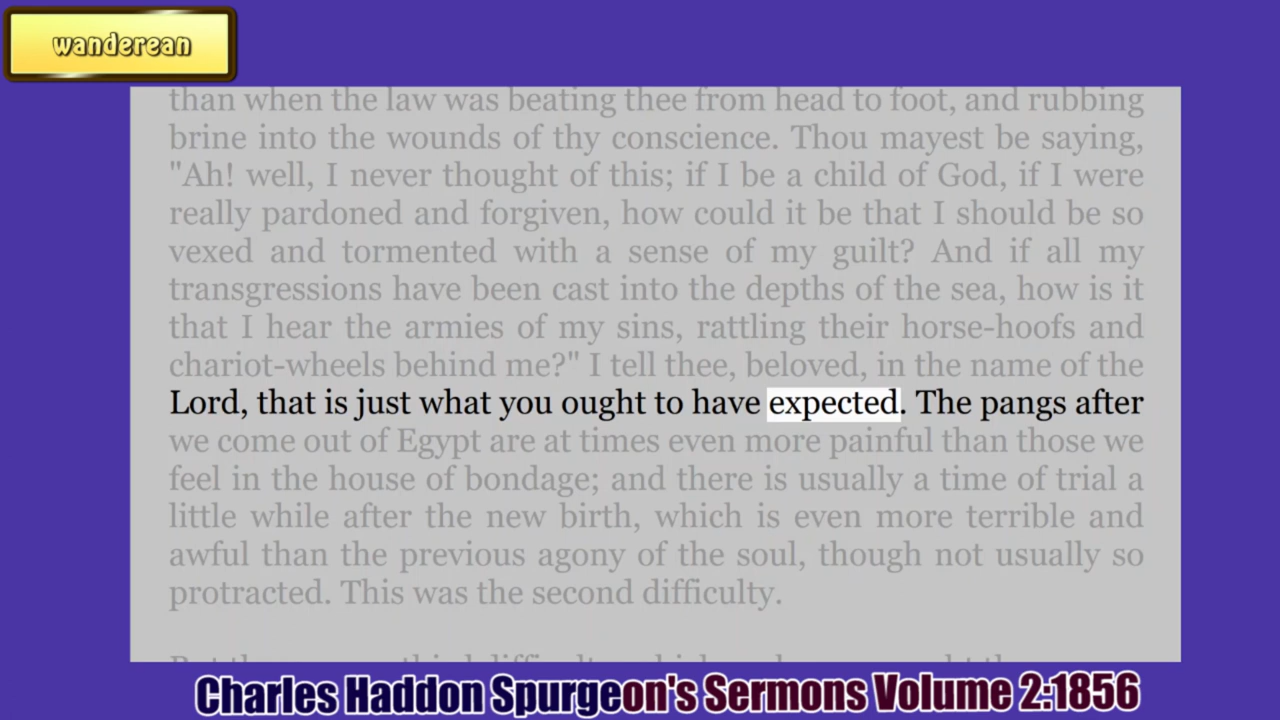 wanderean
than when the law was beating thee from head to foot, and rubbing
brine into the wounds of thy conscience. Thou mayest be saying,
"Ah! well, I never thought of this; if I be a child of God, if I were
really pardoned and forgiven, how could it be that I should be so
vexed and tormented with a sense of my guilt? And if all my
transgressions have been cast into the depths of the sea, how is it
that I hear the armies of my sins, rattling their horse-hoofs and
chariot-wheels behind me?" I tell thee, beloved, in the name of the
Lord, that is just what you ought to have expected. The pangs after
we come out of Egypt are at times even more painful than those we
feel in the house of bondage; and there is usually a time of trial a
little while after the new birth, which is even more terrible and
awful than the previous agony of the soul, though not usually so
protracted. This was the second difficulty.
Charles Haddon Spurgeon's Sermons Volume 2:1856